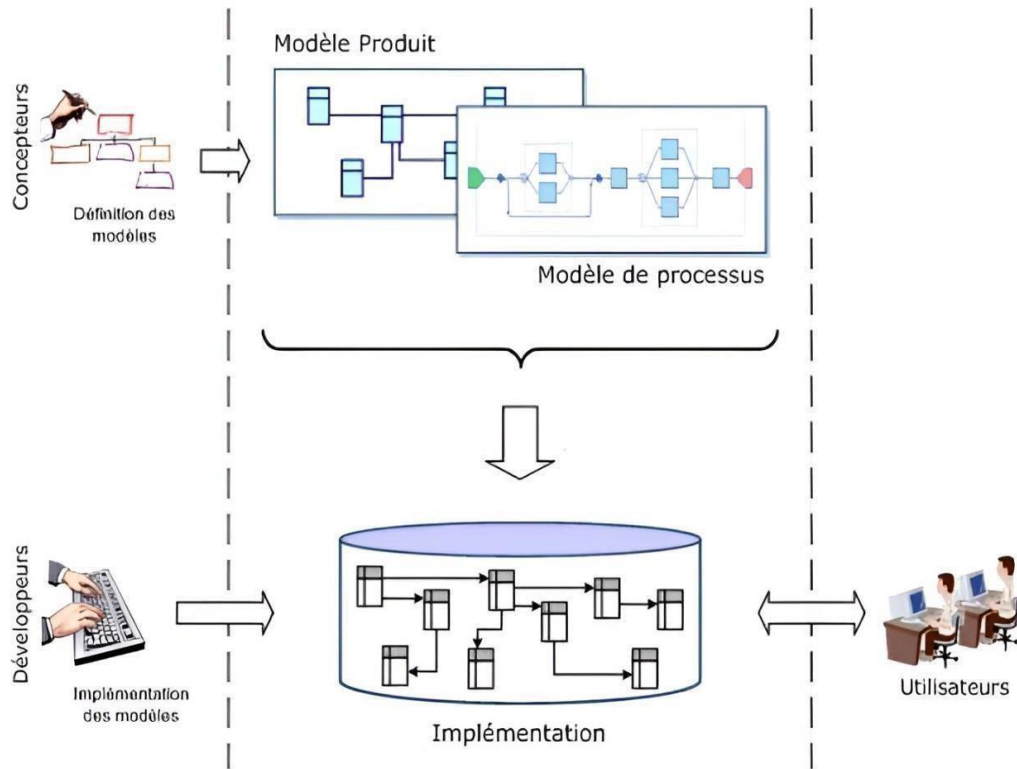 Modèle Produit
Concepteurs
Définition des
modèles
Modèle de processus
Développeurs
Implémentation
des modèles
Implémentation
Utilisateurs